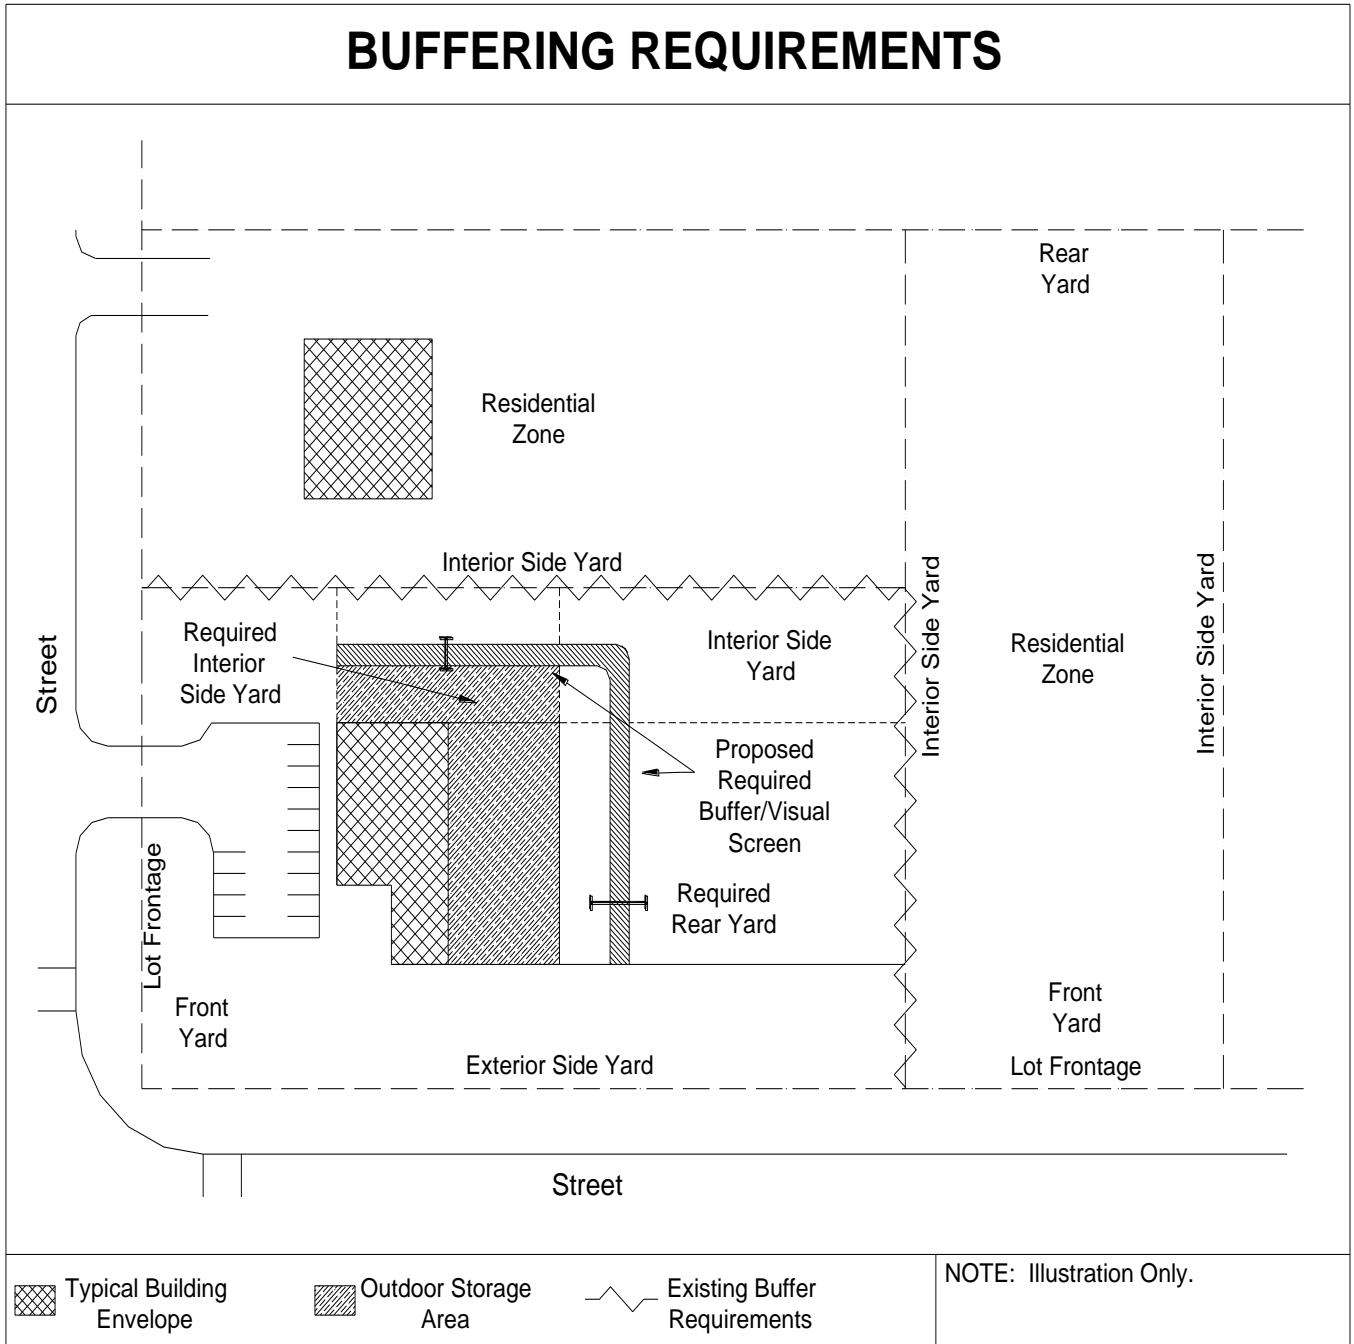 BUFFERING REQUIREMENTS
Rear
Yard
Residential
Zone
Interior Side Yard
Required
Interior
Side Yard
Interior Side
Yard
Interior Side Yard
Residential
Zone
Interior Side Yard
Street
Proposed
Required
Buffer/Visual
Screen
Lot Frontage
Required
Rear Yard
Front
Yard
Front
Yard
Exterior Side Yard
Lot Frontage
Street
Typical Building
Envelope
Outdoor Storage
Area
Existing Buffer
Requirements
NOTE: Illustration Only.